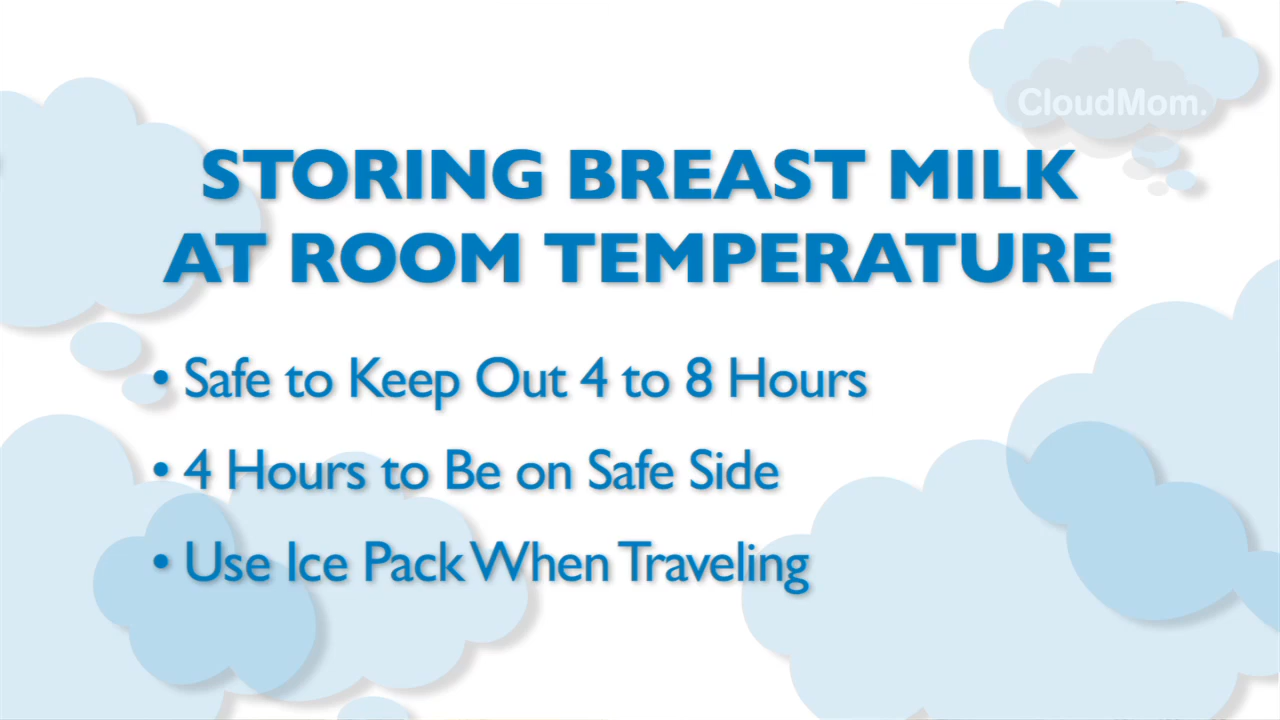 CloudMom.
STORING BREAST MILK
AT ROOM TEMPERATURE
• Safe to Keep Out 4 to 8 Hours
• 4 Hours to Be on Safe Side
• Use Ice Pack When Traveling